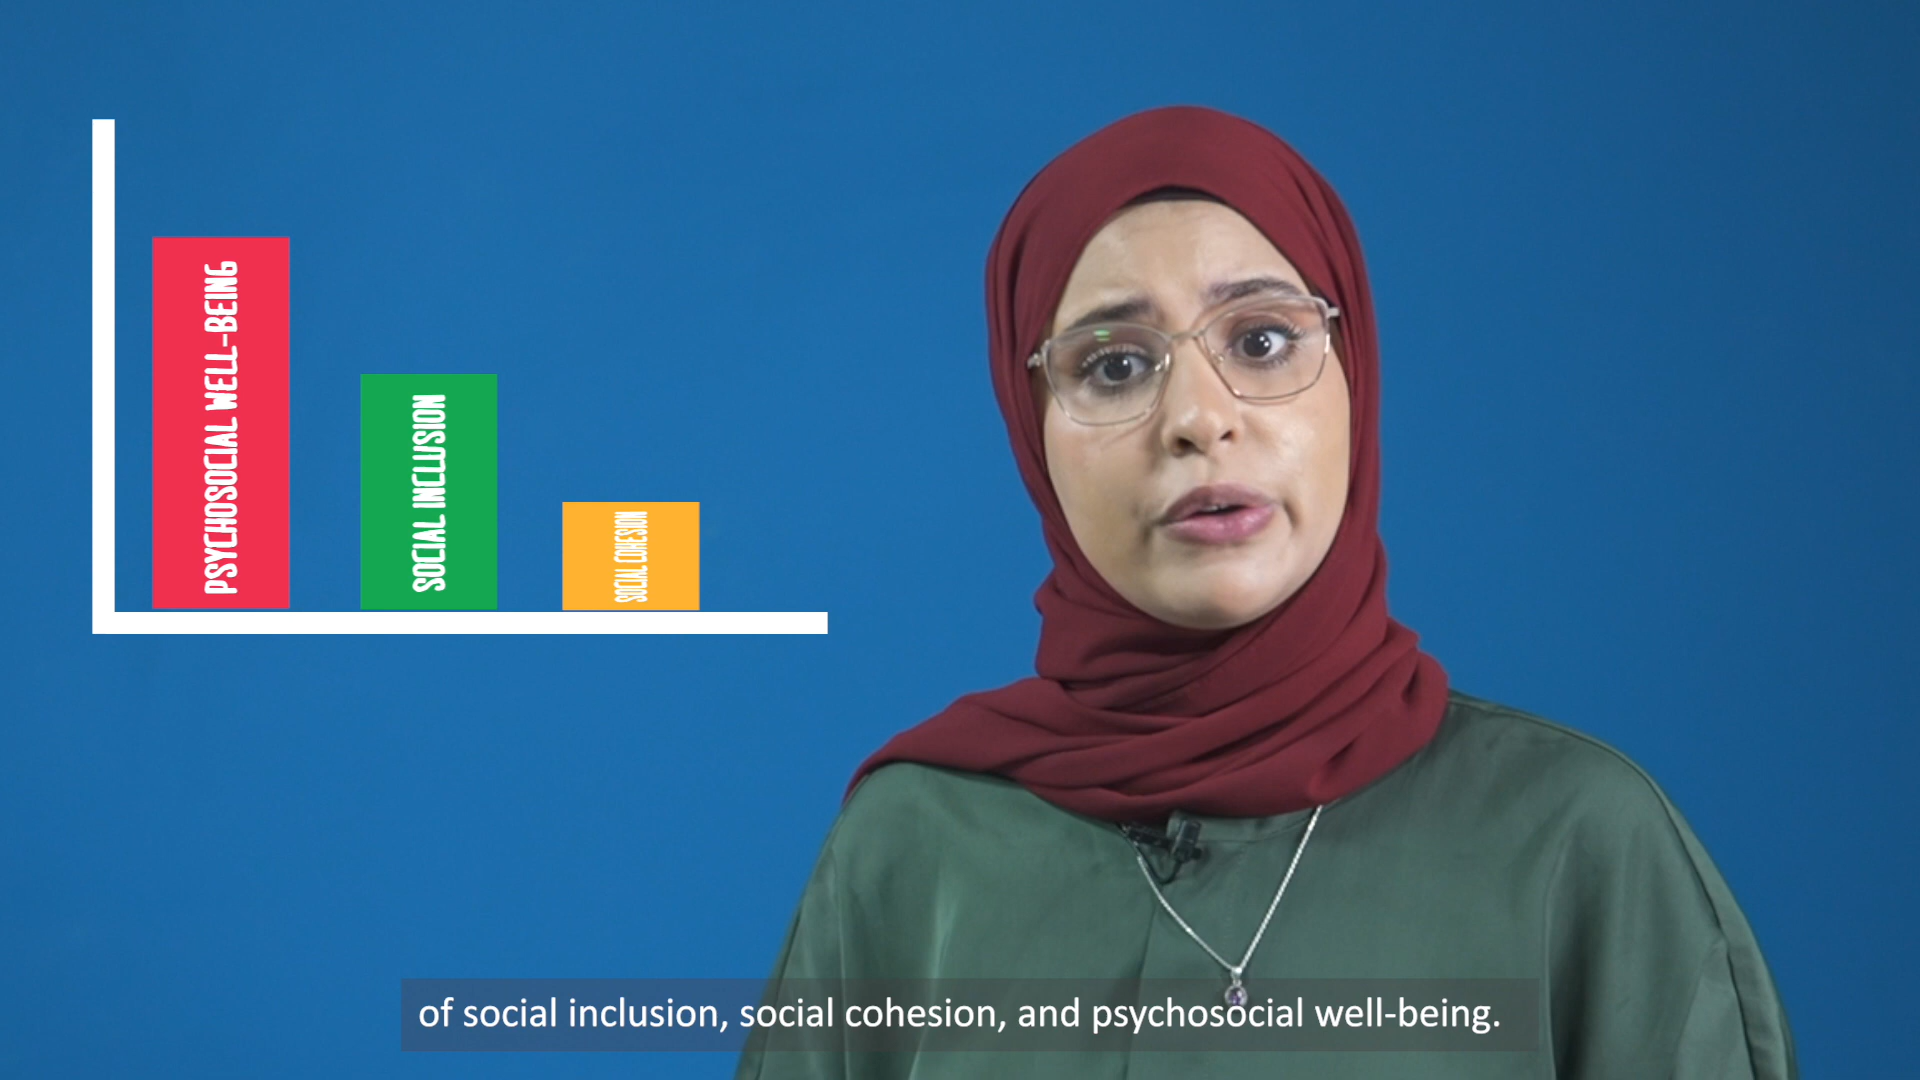 PSYCHOSOCIAL WELL-BEING
SOCIAL INCLUSION
SOCIAL COHESION
of social inclusion, social cohesion, and psychosocial well-being.